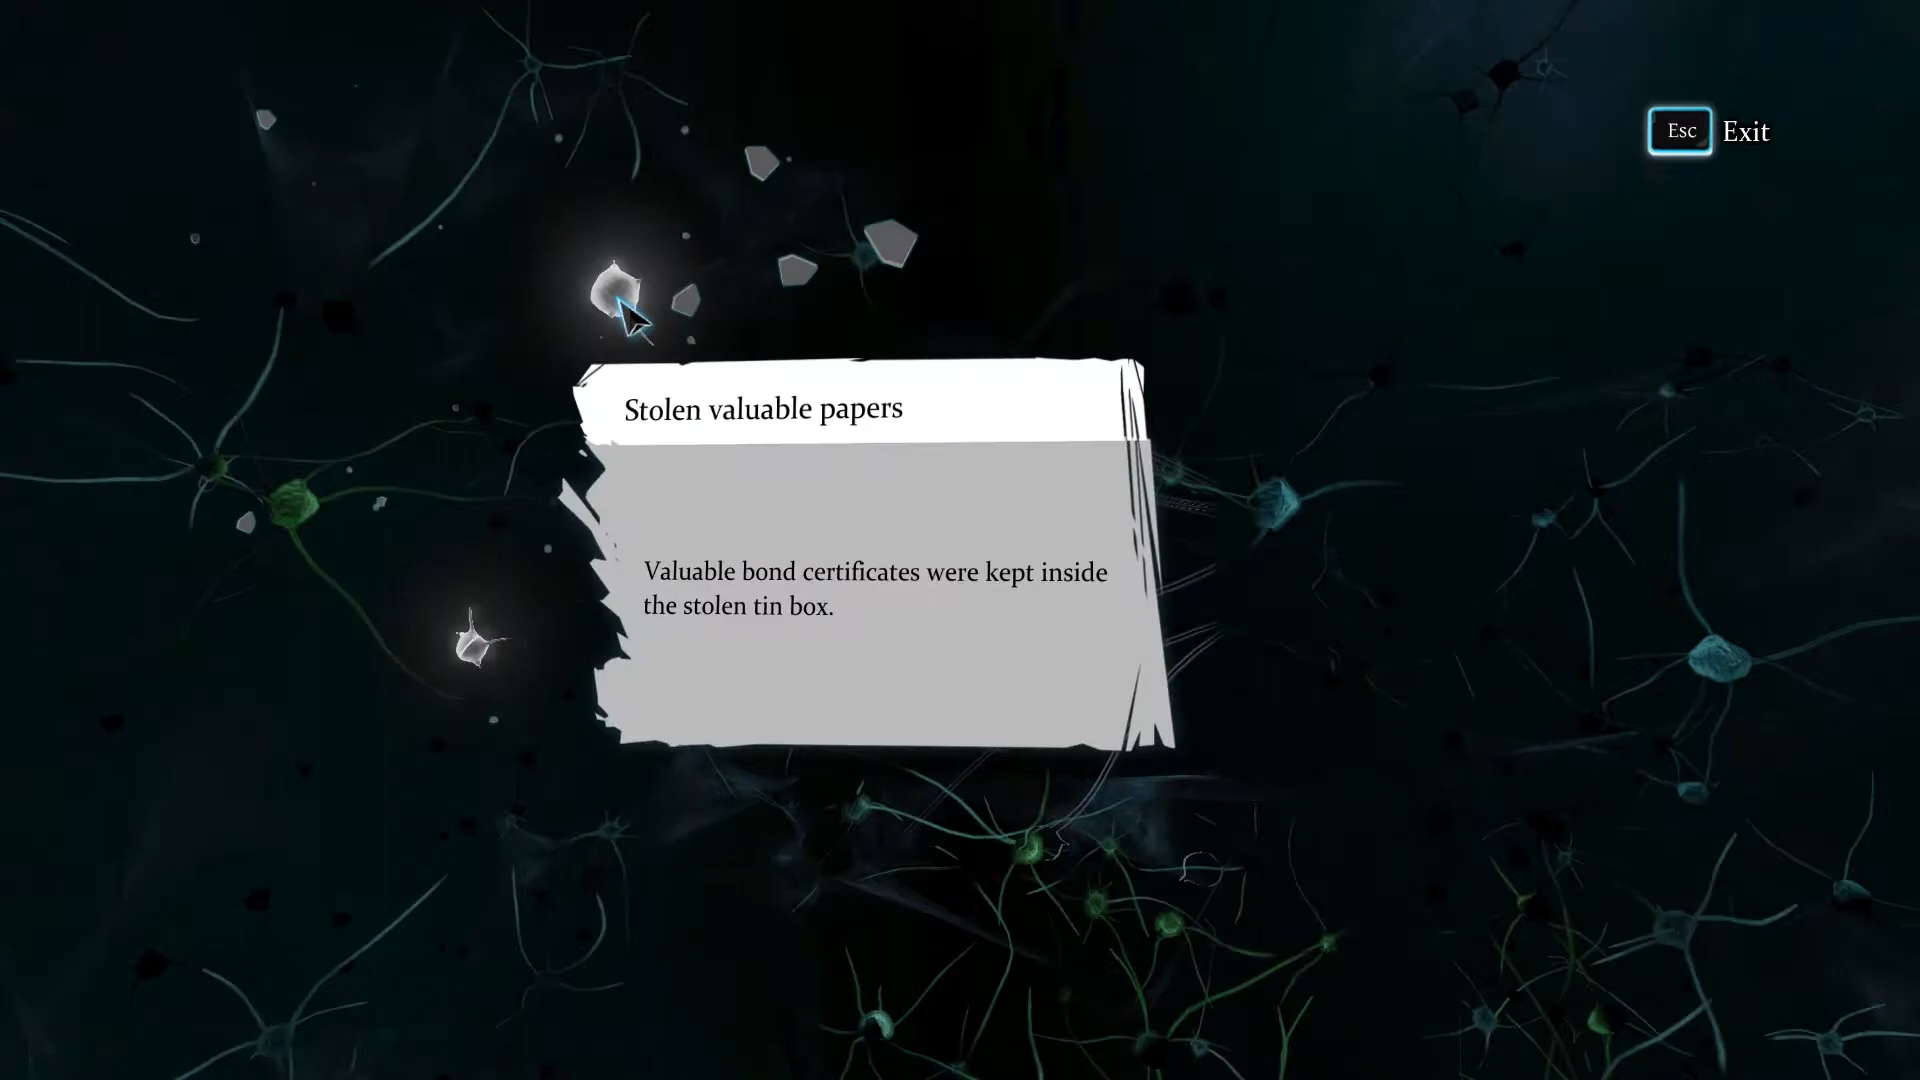 Esc Exit
Stolen valuable papers
Valuable bond certificates were kept inside
the stolen tin box.